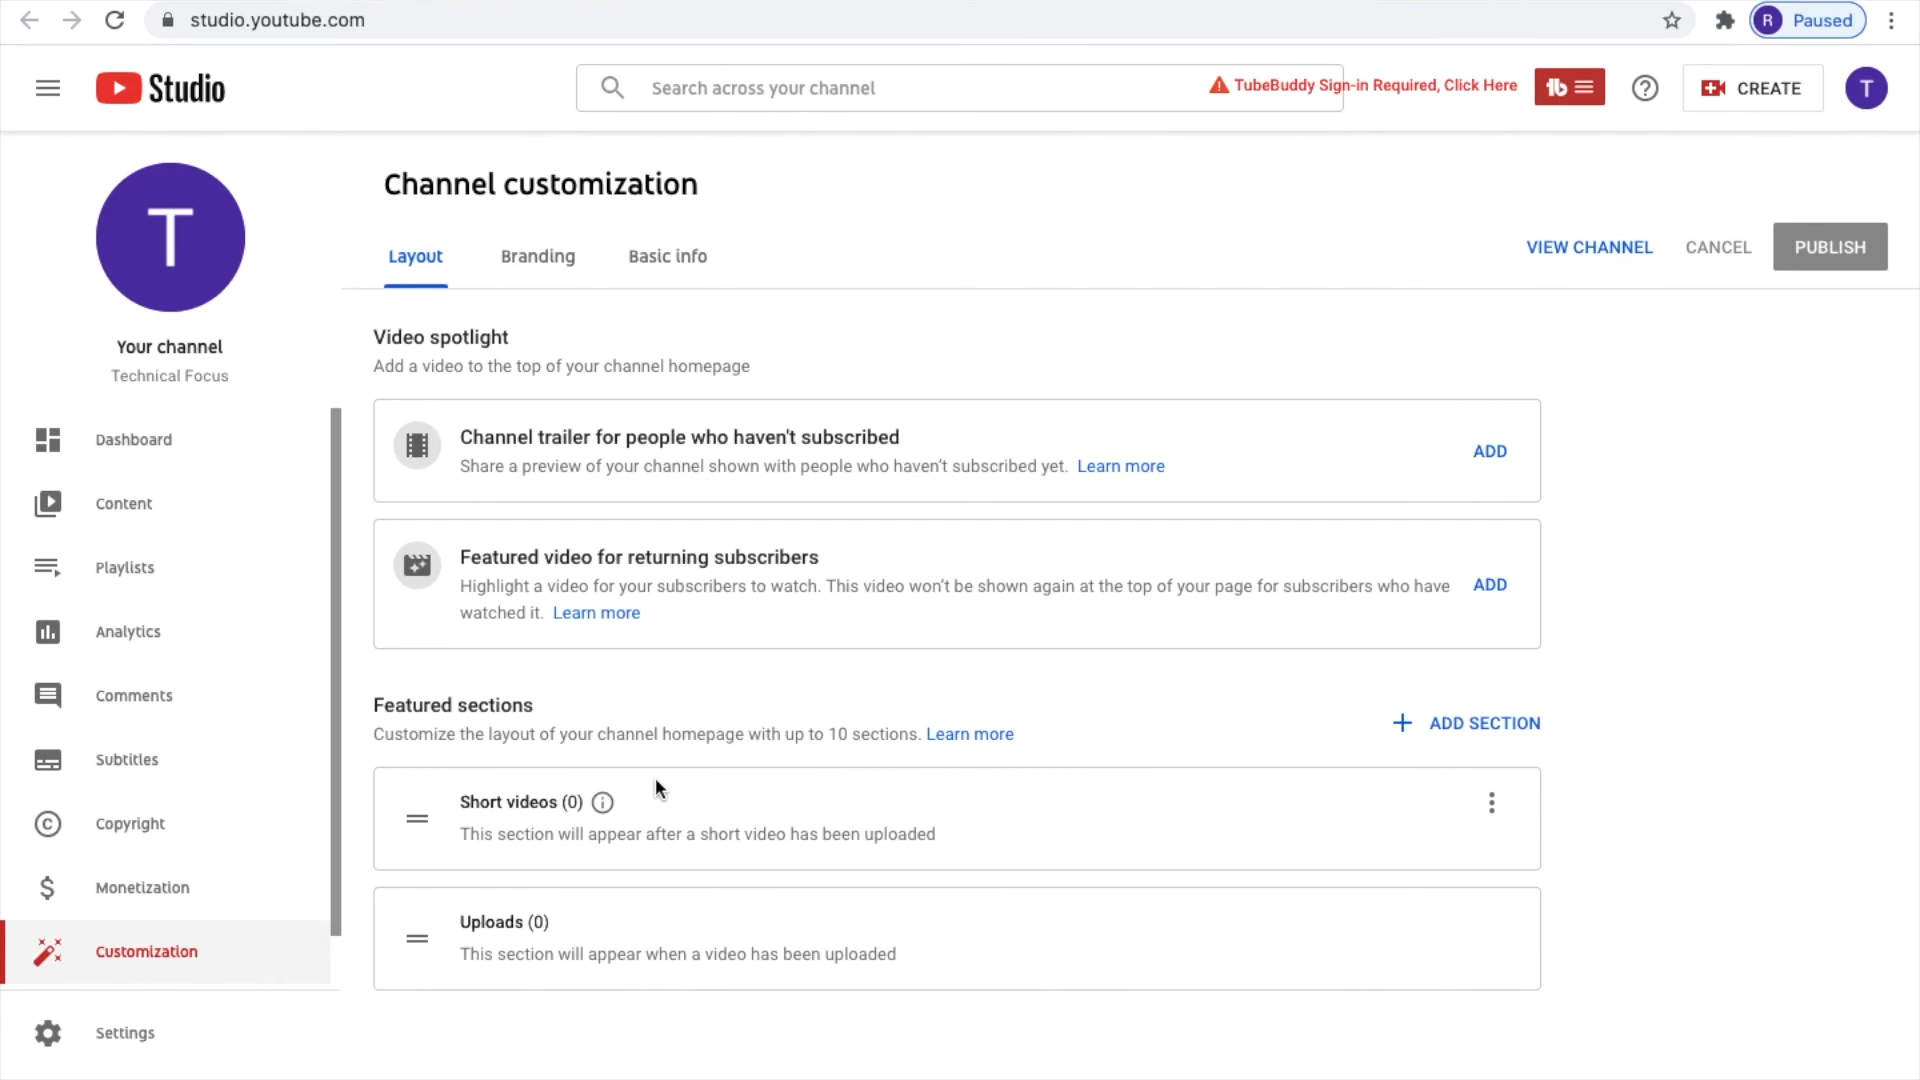 studio.youtube.com
R Paused
Studio
Search across your channel
TubeBuddy Sign-in Required, Click Here
tb
CREATE
T
T
Your channel
Technical Focus
Dashboard
Content
Playlists
Analytics
Comments
Subtitles
Copyright
Monetization
Customization
Settings
Channel customization
Layout Branding Basic info
VIEW CHANNEL CANCEL PUBLISH
Video spotlight
Add a video to the top of your channel homepage
Channel trailer for people who haven't subscribed
Share a preview of your channel shown with people who haven't subscribed yet. Learn more
ADD
Featured video for returning subscribers
Highlight a video for your subscribers to watch. This video won't be shown again at the top of your page for subscribers who have
watched it. Learn more
ADD
Featured sections
Customize the layout of your channel homepage with up to 10 sections. Learn more
ADD SECTION
Short videos (0)
This section will appear after a short video has been uploaded
Uploads (0)
This section will appear when a video has been uploaded